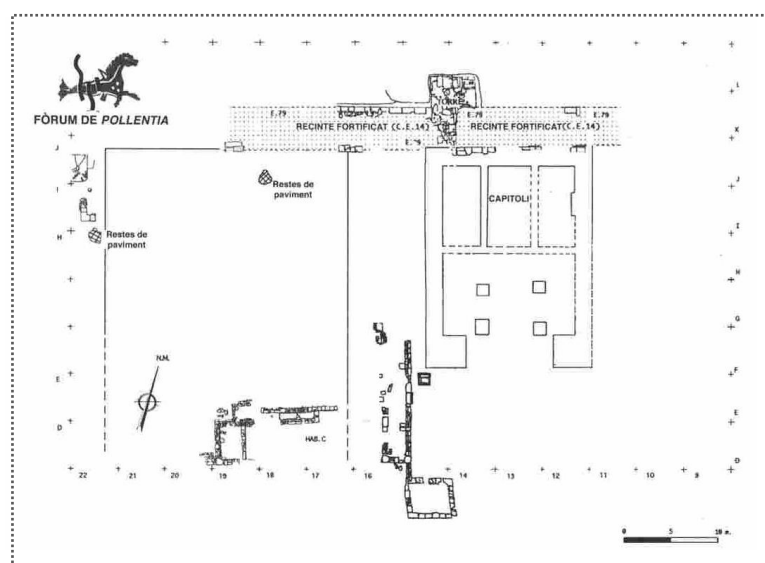 FÒRUM DE POLLENTIA
L
TORRE
E.79 E.79 E.79
RECINTE FORTIFICAT (C.E.14) RECINTE FORTIFICAT (C.E.14)
K
J
Restes de
paviment
J
I
CAPITOLI
Restes de
paviment
H
I
H
G
N.M.
F
E
E
D
HAB.C
D
22 21 20 19 18 17 16 14 13 12 11 10 9
0 5 10 m.